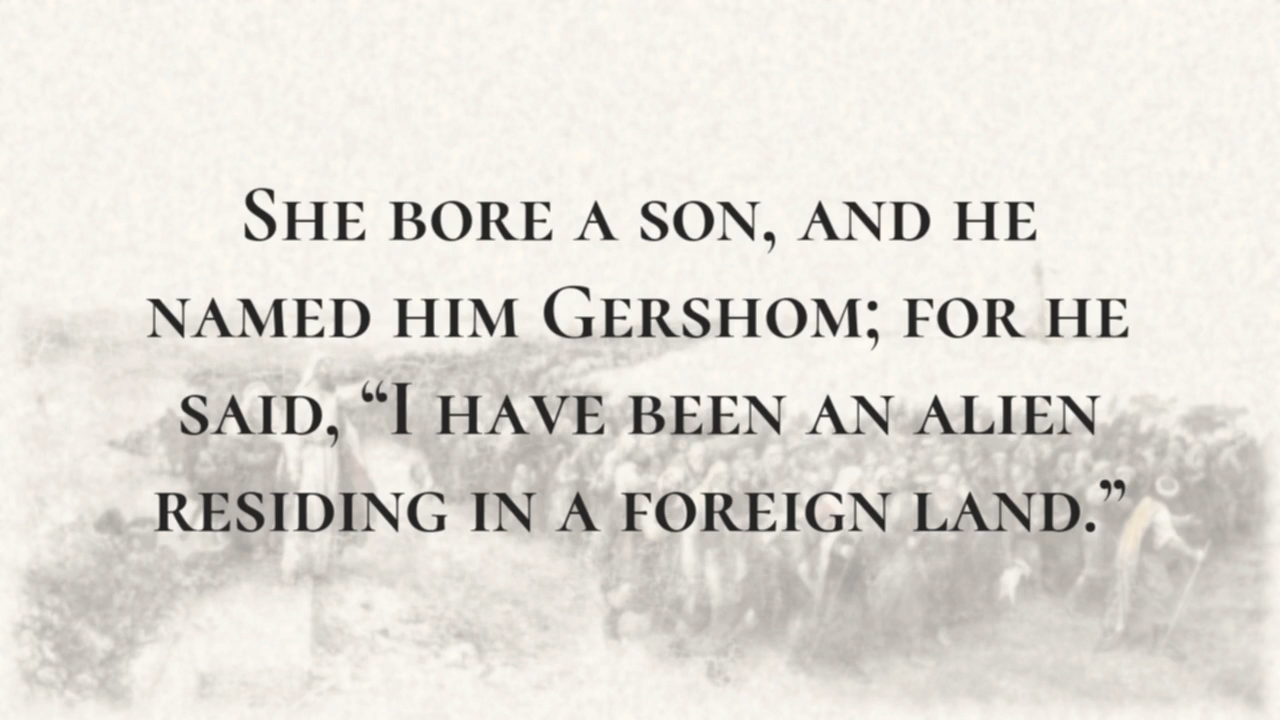 She bore a son, and he
named him Gershom; for he
said, “I have been an alien
residing in a foreign land.”